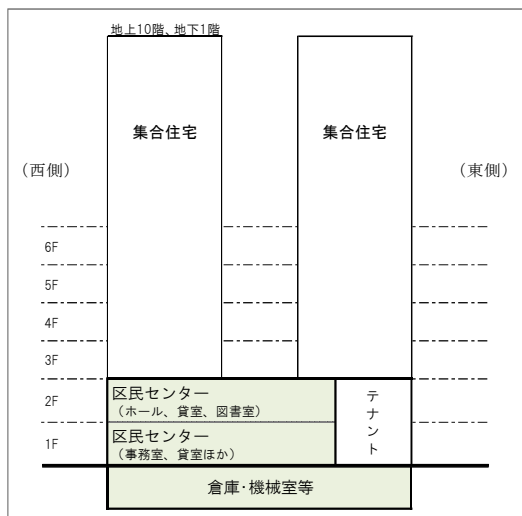 地上10階、地下1階
集合住宅
集合住宅
（西側）
（東側）
6F
5F
4F
3F
2F
区民センター
（ホール、貸室、図書室）
テナント
1F
区民センター
（事務室、貸室ほか）
倉庫・機械室等